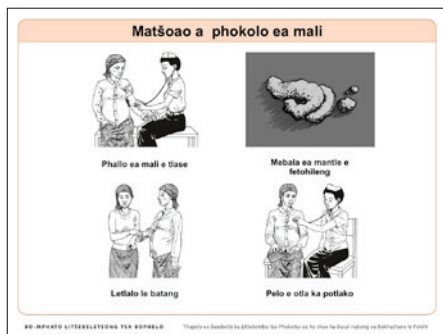 Matšoao a phokolo ea mali
Phallo ea mali e tlase
Mebala ea mantle e
fetohileng
Letlalo le batang
Pelo e otla ka potlako
BO-MPHATO LITŠEBELETSONG TSA BOPHELO